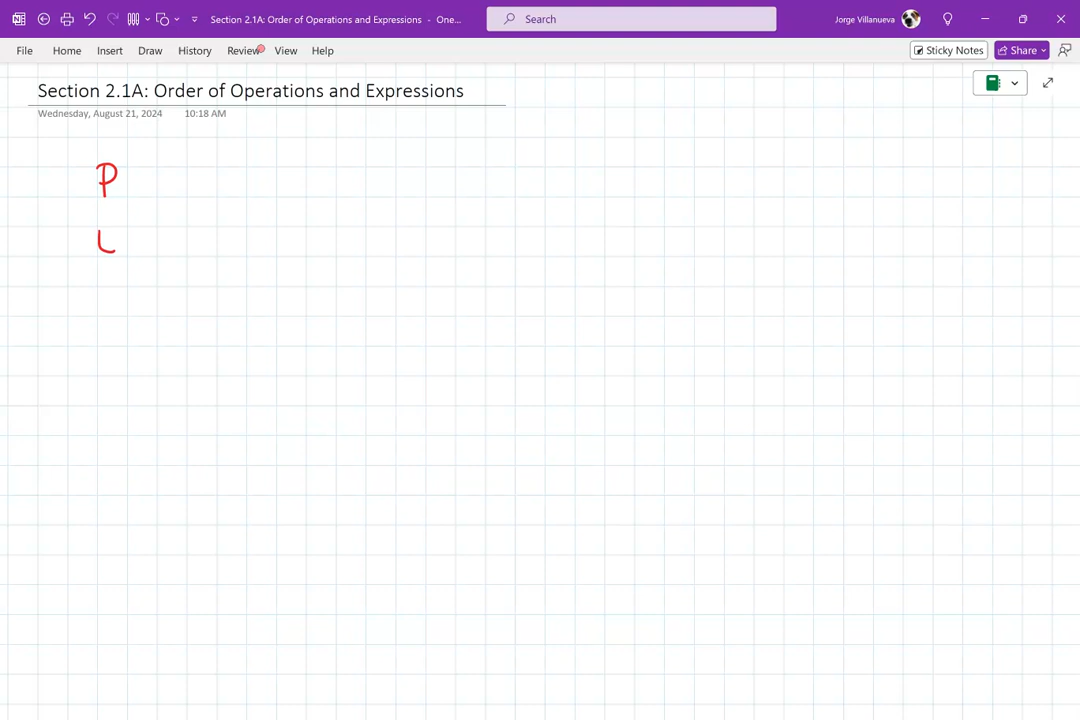 Section 2.1A: Order of Operations and Expressions - One...
Search
Jorge Villanueva
File Home Insert Draw History Review View Help
Sticky Notes Share
Section 2.1A: Order of Operations and Expressions
Wednesday, August 21, 2024 10:18 AM
P